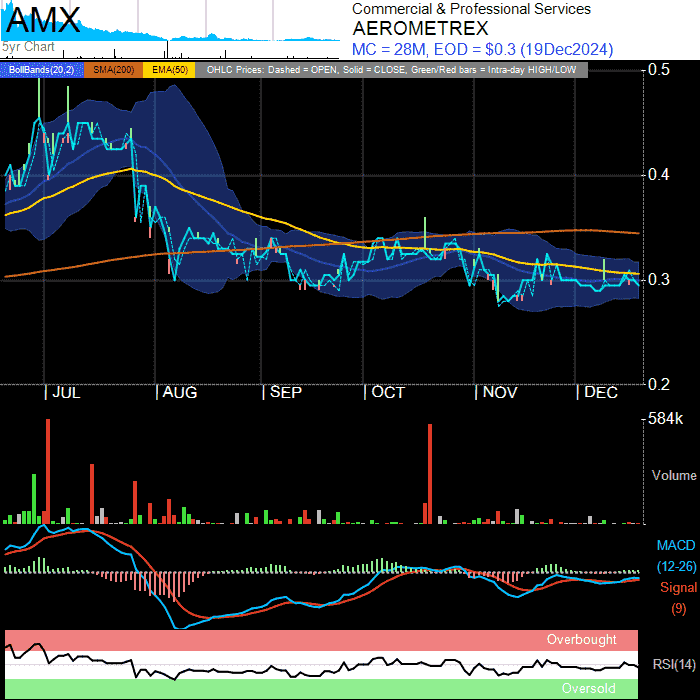 AMX
5yr Chart
Commercial & Professional Services
AEROMETREX
MC = 28M, EOD = $0.3 (19Dec2024)
BollBands(20,2) SMA(200) EMA(50) OHLC Prices: Dashed = OPEN, Solid = CLOSE, Green/Red bars = Intra-day HIGH/LOW
0.5
0.4
0.3
0.2
| JUL | AUG | SEP | OCT | NOV | DEC
584k
Volume
MACD
(12-26)
Signal
(9)
Overbought
RSI(14)
Oversold